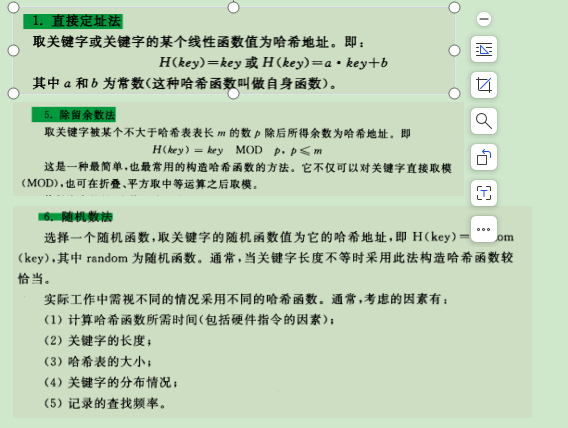 1. 直接定址法
取关键字或关键字的某个线性函数值为哈希地址。即:
H(key)=key 或 H(key)=a·key+b
其中 a 和 b 为常数(这种哈希函数叫做自身函数)。
5. 除留余数法
取关键字被某个不大于哈希表表长 m 的数 p 除后所得余数为哈希地址。即
H(key) = key MOD p, p≤m
这是一种最简单,也最常用的构造哈希函数的方法。它不仅可以对关键字直接取模
(MOD),也可在折叠、平方取中等运算之后取模。
6. 随机数法
选择一个随机函数,取关键字的随机函数值为它的哈希地址,即 H(key)= om
(key),其中 random 为随机函数。通常,当关键字长度不等时采用此法构造哈希函数较
恰当。
实际工作中需视不同的情况采用不同的哈希函数。通常,考虑的因素有:
(1) 计算哈希函数所需时间(包括硬件指令的因素);
(2) 关键字的长度;
(3) 哈希表的大小;
(4) 关键字的分布情况;
(5) 记录的查找频率。